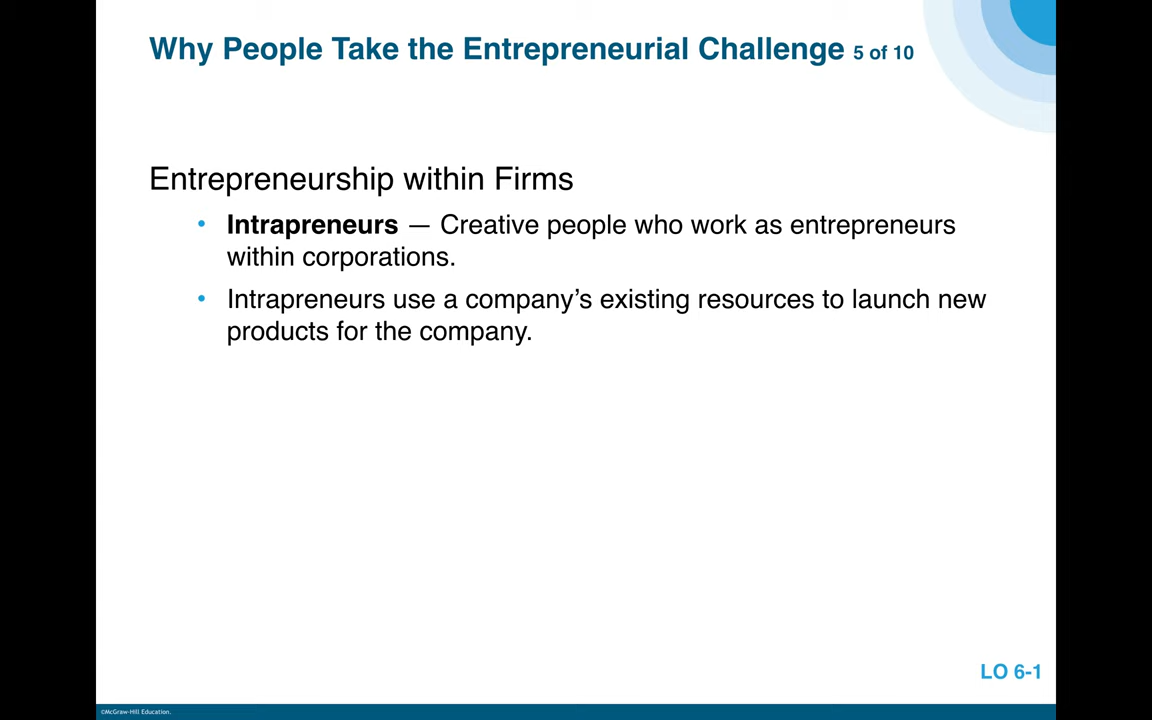 Why People Take the Entrepreneurial Challenge 5 of 10
Entrepreneurship within Firms
• Intrapreneurs — Creative people who work as entrepreneurs
within corporations.
• Intrapreneurs use a company’s existing resources to launch new
products for the company.
LO 6-1
©McGraw-Hill Education.